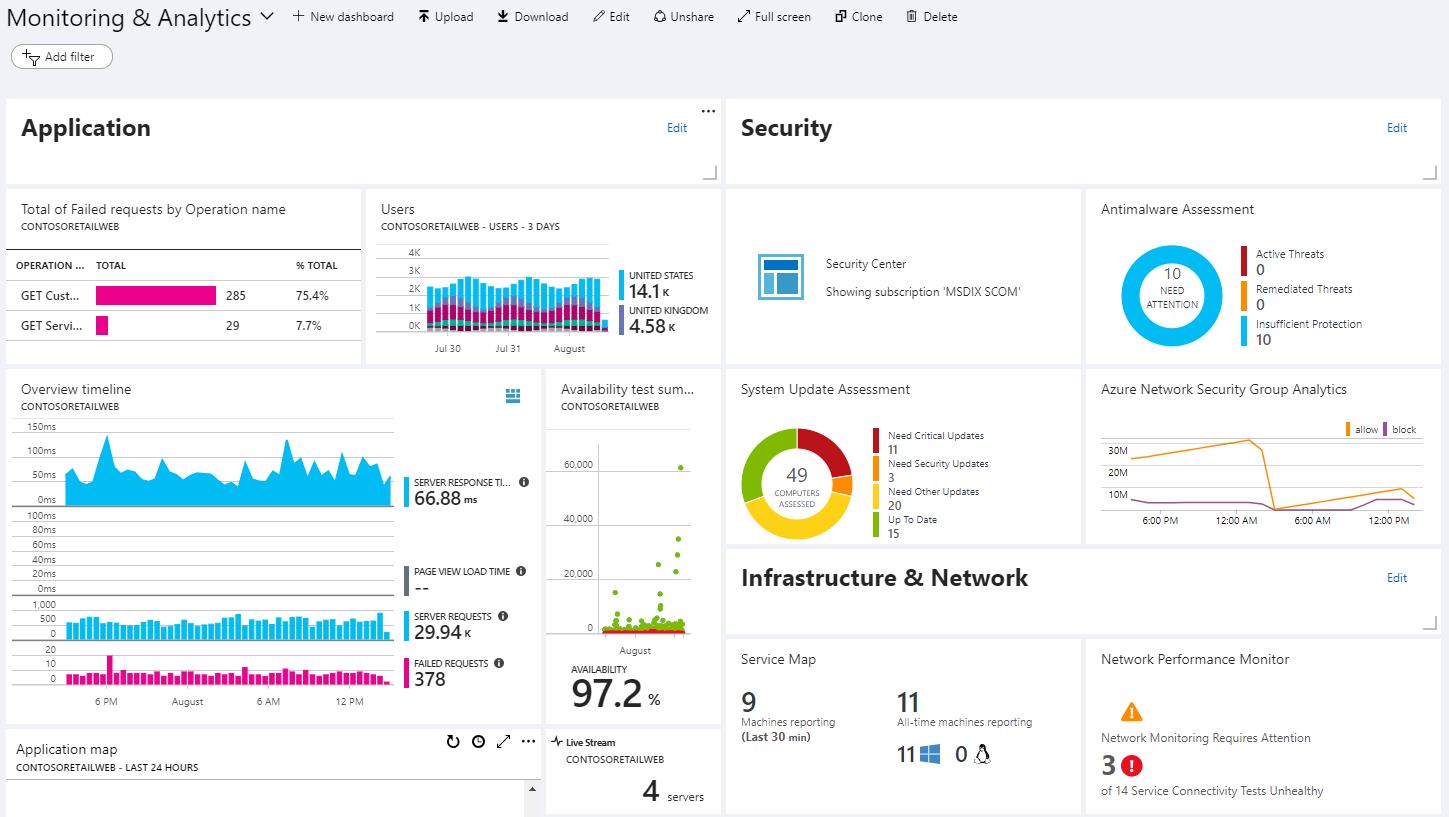 Monitoring & Analytics
New dashboard
Upload
Download
Edit
Unshare
Full screen
Clone
Delete
Add filter
Application
Edit
Security
Edit
Total of Failed requests by Operation name
CONTOSORETAILWEB
OPERATION ... TOTAL % TOTAL
GET Cust... 285 75.4%
GET Servi... 29 7.7%
Users
CONTOSORETAILWEB - USERS - 3 DAYS
4K
3K
2K
1K
0K
Jul 30 Jul 31 August
UNITED STATES
14.1 K
UNITED KINGDOM
4.58 K
Security Center
Showing subscription 'MSDIX SCOM'
Antimalware Assessment
10
NEED
ATTENTION
Active Threats
0
Remediated Threats
0
Insufficient Protection
10
Overview timeline
CONTOSORETAILWEB
150ms
100ms
50ms
0ms
SERVER RESPONSE TI...
66.88 ms
100ms
80ms
60ms
40ms
20ms
0ms
PAGE VIEW LOAD TIME
--
1,000
500
0
SERVER REQUESTS
29.94 K
20
10
0
FAILED REQUESTS
378
6 PM August 6 AM 12 PM
Availability test sum...
CONTOSORETAILWEB
60,000
40,000
20,000
0
August
AVAILABILITY
97.2 %
System Update Assessment
49
COMPUTERS
ASSESSED
Need Critical Updates
11
Need Security Updates
3
Need Other Updates
20
Up To Date
15
Azure Network Security Group Analytics
allow block
30M
20M
10M
6:00 PM 12:00 AM 6:00 AM 12:00 PM
Infrastructure & Network
Edit
Service Map
9
Machines reporting
(Last 30 min)
11
All-time machines reporting
11 0
Network Performance Monitor
Network Monitoring Requires Attention
3
of 14 Service Connectivity Tests Unhealthy
Application map
CONTOSORETAILWEB - LAST 24 HOURS
Live Stream
CONTOSORETAILWEB
4 servers